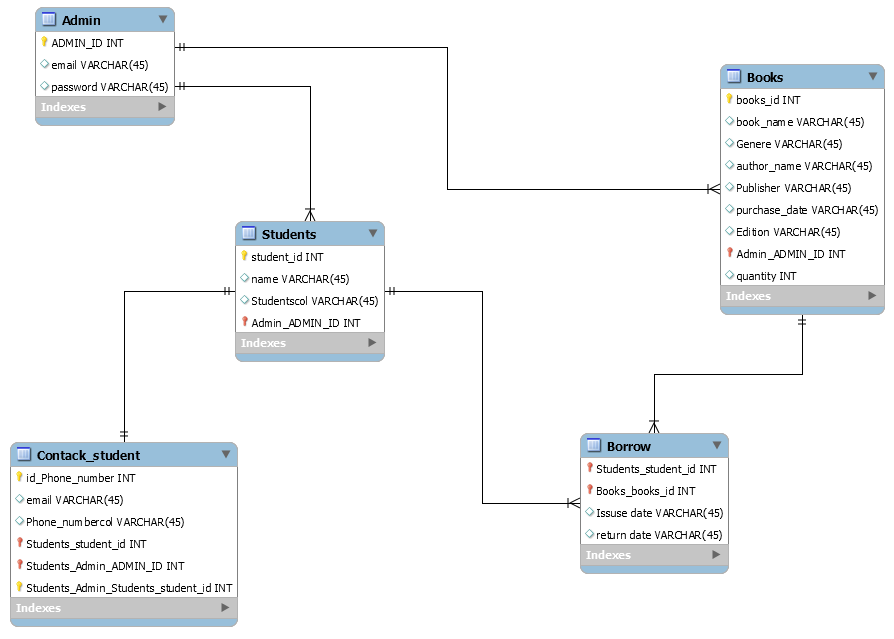 Admin
ADMIN_ID INT
email VARCHAR(45)
password VARCHAR(45)
Indexes
Books
books_id INT
book_name VARCHAR(45)
Genere VARCHAR(45)
author_name VARCHAR(45)
Publisher VARCHAR(45)
purchase_date VARCHAR(45)
Edition VARCHAR(45)
Admin_ADMIN_ID INT
quantity INT
Indexes
Students
student_id INT
name VARCHAR(45)
Studentscol VARCHAR(45)
Admin_ADMIN_ID INT
Indexes
Contack_student
id_Phone_number INT
email VARCHAR(45)
Phone_numbercol VARCHAR(45)
Students_student_id INT
Students_Admin_ADMIN_ID INT
Students_Admin_Students_student_id INT
Indexes
Borrow
Students_student_id INT
Books_books_id INT
Issuse date VARCHAR(45)
return date VARCHAR(45)
Indexes